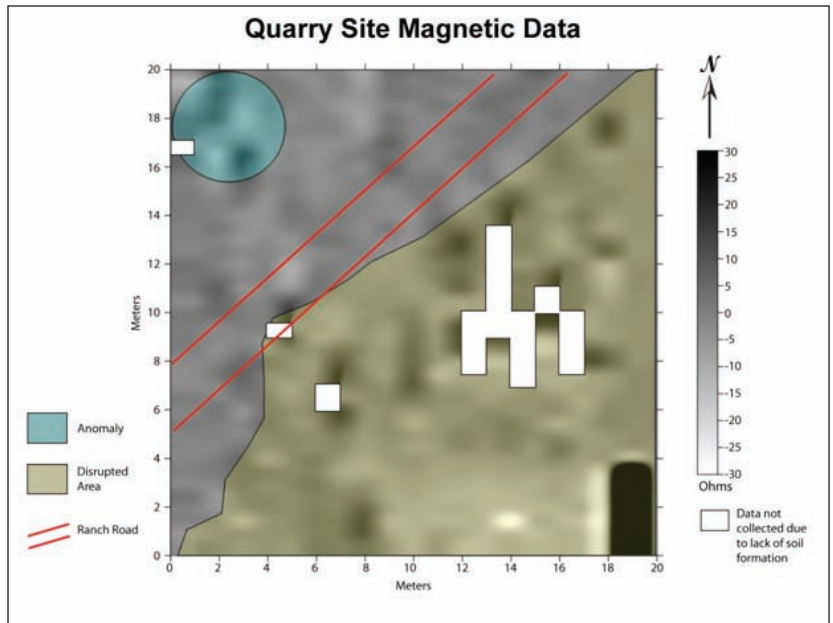 Quarry Site Magnetic Data
N
20
18
16
14
12
10
8
6
4
2
0
Meters
0
2
4
6
8
10
12
14
16
18
20
Meters
30
25
20
15
10
5
-0
-5
-10
-15
-20
-25
-30
Ohms
Anomaly
Disrupted
Area
Ranch Road
Data not
collected due
to lack of soil
formation